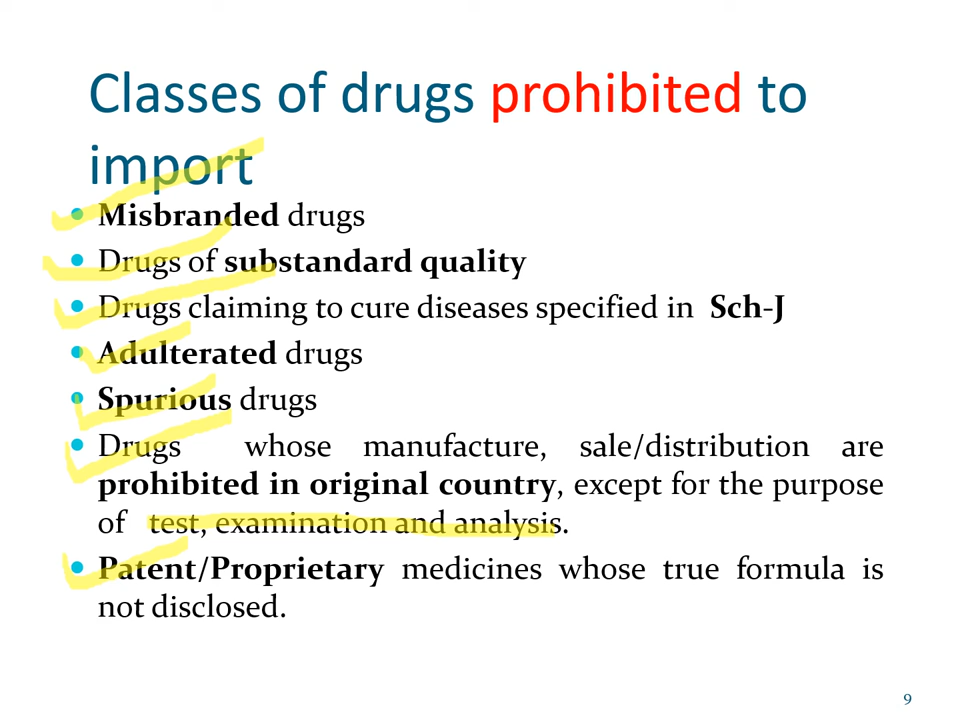 Classes of drugs prohibited to
import
• Misbranded drugs
• Drugs of substandard quality
• Drugs claiming to cure diseases specified in Sch-J
• Adulterated drugs
• Spurious drugs
• Drugs whose manufacture, sale/distribution are
prohibited in original country, except for the purpose
of test, examination and analysis.
• Patent/Proprietary medicines whose true formula is
not disclosed.
9